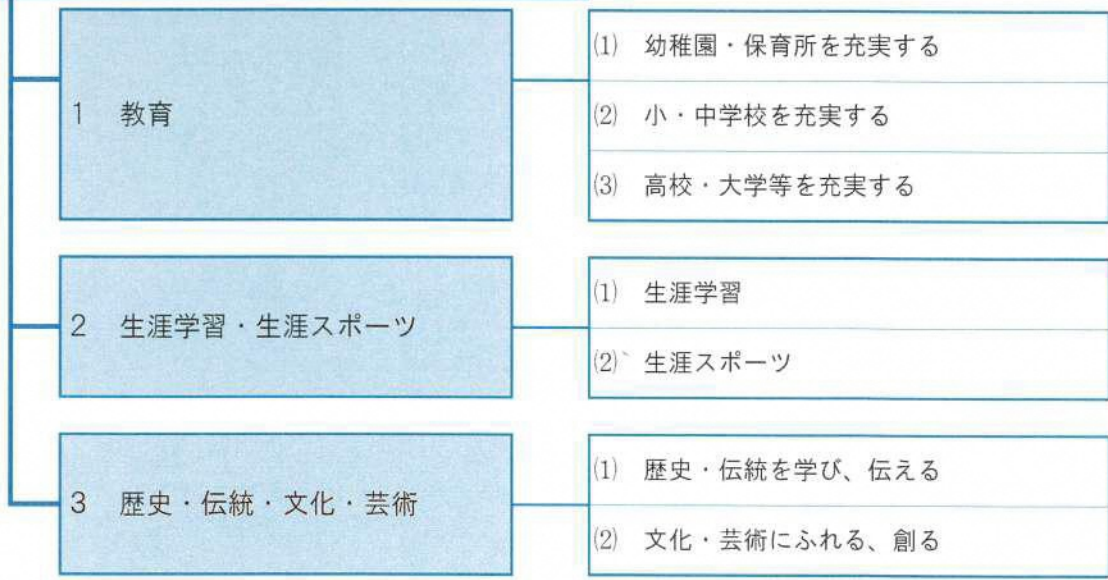 1 教育
(1) 幼稚園・保育所を充実する
(2) 小・中学校を充実する
(3) 高校・大学等を充実する
2 生涯学習・生涯スポーツ
(1) 生涯学習
(2) 生涯スポーツ
3 歴史・伝統・文化・芸術
(1) 歴史・伝統を学び、伝える
(2) 文化・芸術にふれる、創る